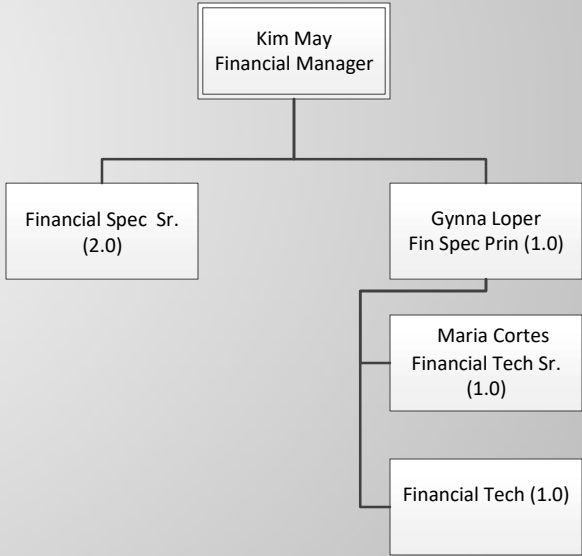 Kim May
Financial Manager
Financial Spec  Sr.
(2.0)
Gynna Loper
Fin Spec Prin (1.0)
Maria Cortes
Financial Tech Sr.
(1.0)
Financial Tech (1.0)